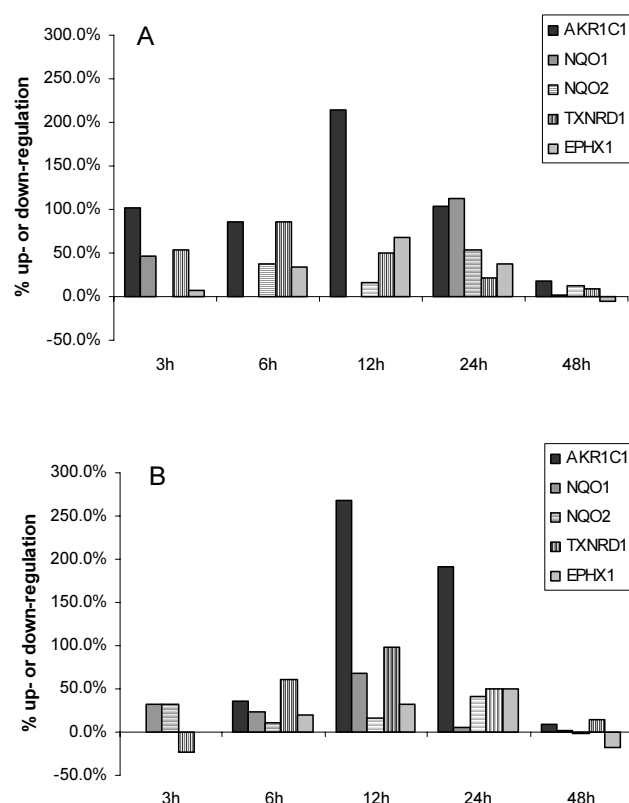 A
% up- or down-regulation
300.0%
250.0%
200.0%
150.0%
100.0%
50.0%
0.0%
-50.0%
3h 6h 12h 24h 48h
AKR1C1
NQO1
NQO2
TXNRD1
EPHX1
B
% up- or down-regulation
300.0%
250.0%
200.0%
150.0%
100.0%
50.0%
0.0%
-50.0%
3h 6h 12h 24h 48h
AKR1C1
NQO1
NQO2
TXNRD1
EPHX1